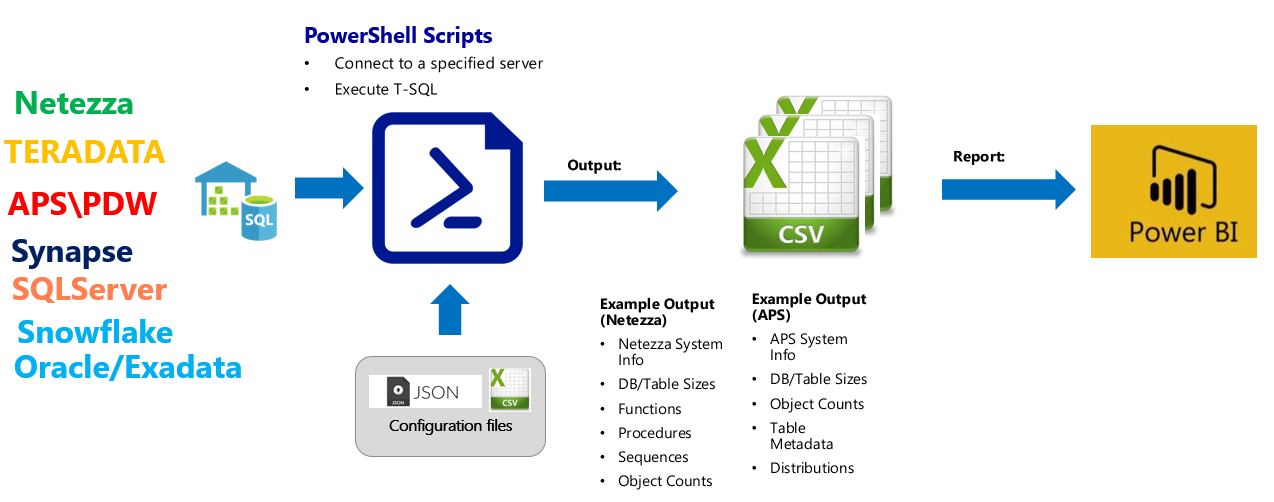 PowerShell Scripts
• Connect to a specified server
• Execute T-SQL
Netezza
TERADATA
APS\PDW
Synapse
SQLServer
Snowflake
Oracle/Exadata
SQL
Output:
X
X
X
CSV
Report:
Power BI
JSON
JSON
X
CSV
Configuration files
Example Output
(Netezza)
• Netezza System
Info
• DB/Table Sizes
• Functions
• Procedures
• Sequences
• Object Counts
Example Output
(APS)
• APS System
Info
• DB/Table Sizes
• Object Counts
• Table
Metadata
• Distributions